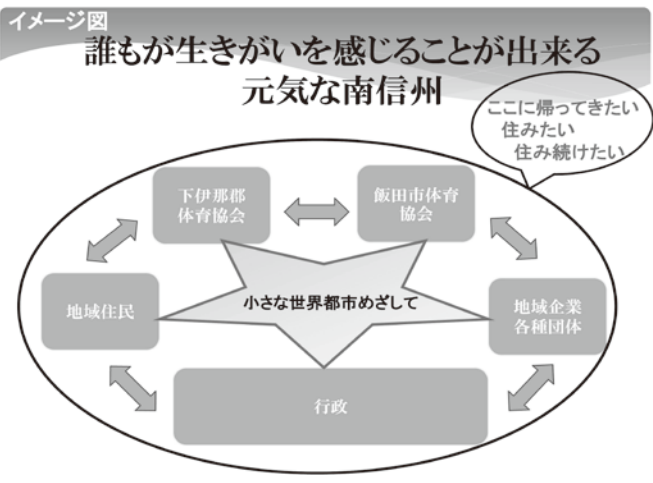 イメージ図
誰もが生きがいを感じることが出来る
元気な南信州
ここに帰ってきたい
住みたい
住み続けたい
下伊那郡
体育協会
飯田市体育
協会
地域住民
小さな世界都市めざして
地域企業
各種団体
行政